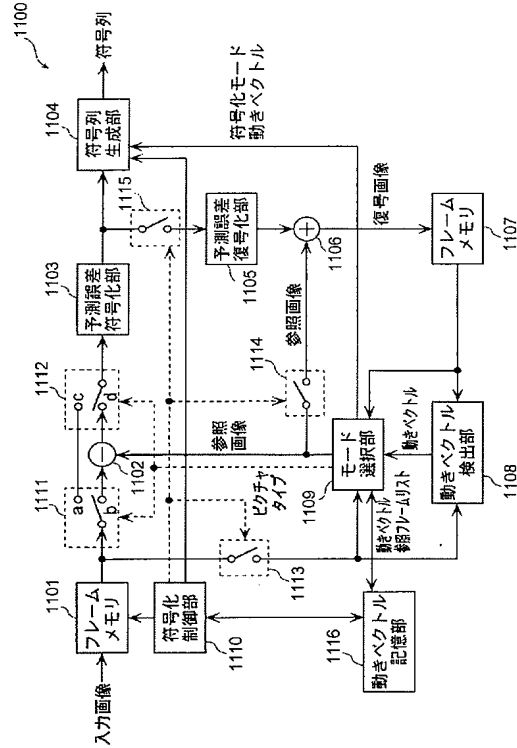 1100
入力画像
1101
フレーム
メモリ
1111
a
b
1102
1112
c
d
1103
予測誤差
符号化部
1104
符号列
生成部
符号列
1115
予測誤差
復号化部
1105
符号化モード
動きベクトル
1110
符号化
制御部
ピクチャ
タイプ
参照
画像
1114
参照画像
1106
復号画像
1113
1109
モード
選択部
動きベクトル
参照フレームリスト
動きベクトル
1107
フレーム
メモリ
1116
動きベクトル
記憶部
動きベクトル
検出部
1108